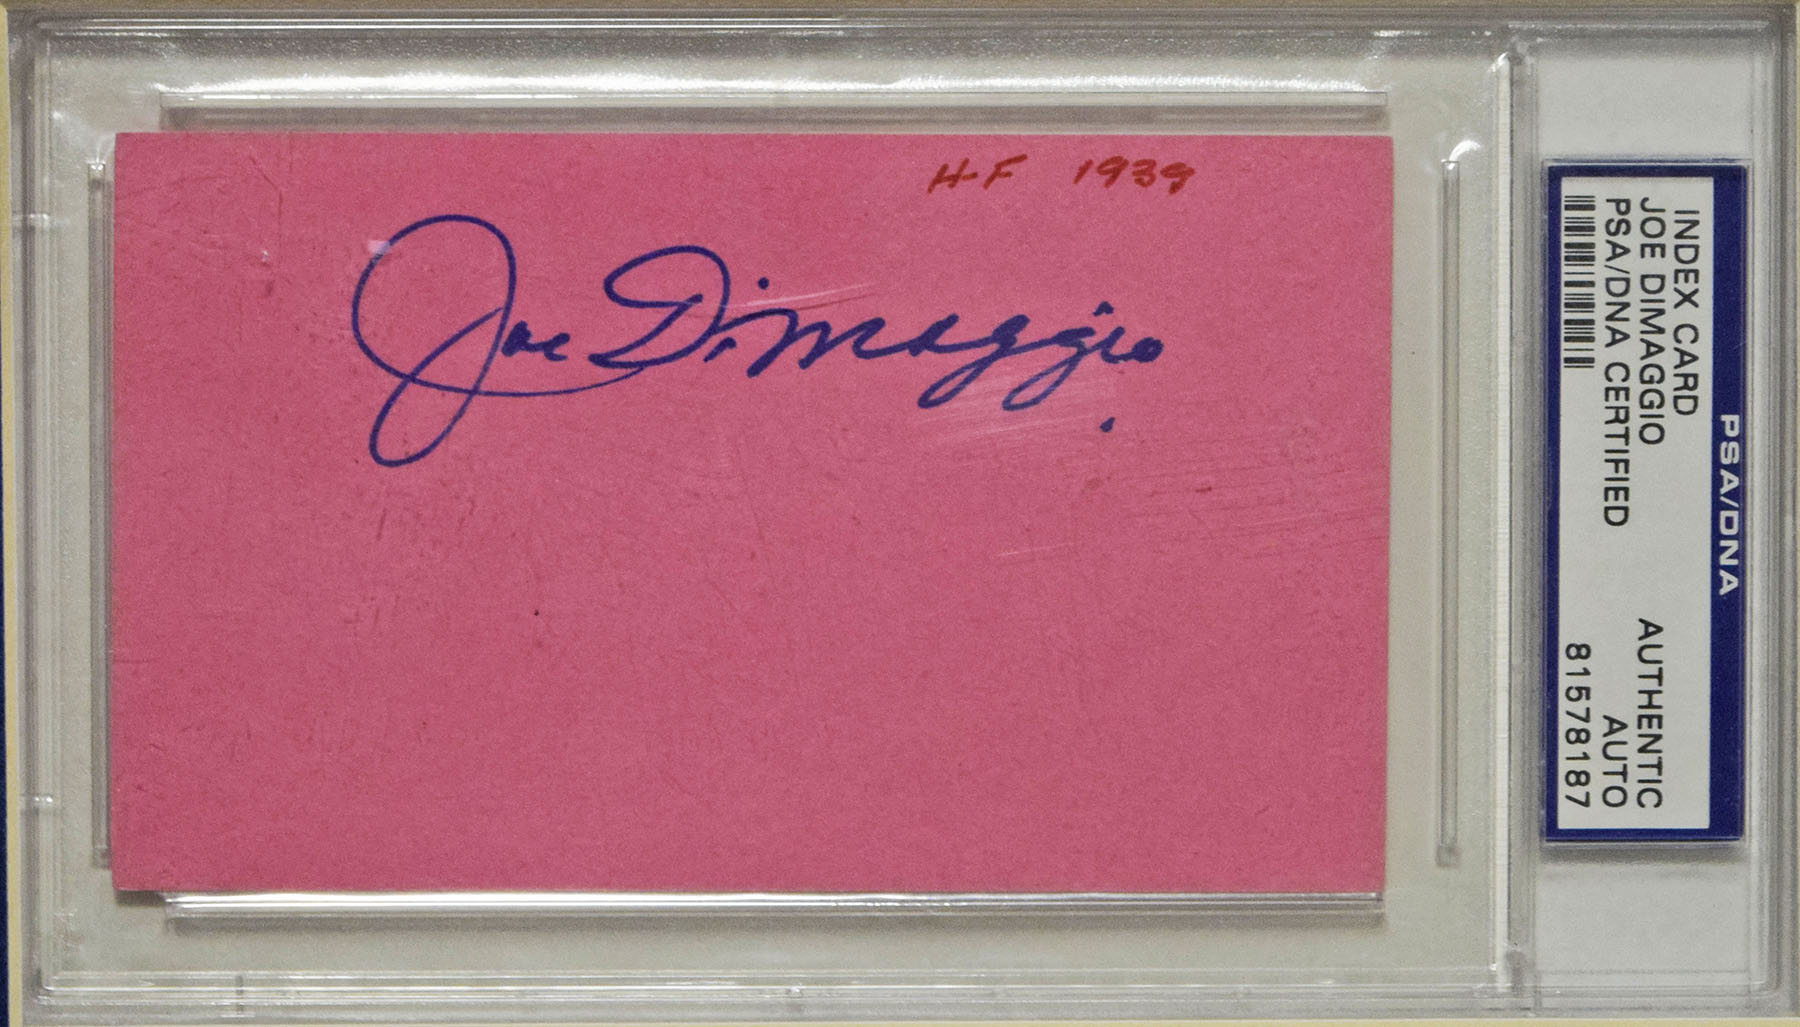 H-F 1939
Joe DiMaggio
PSA/DNA
INDEX CARD
JOE DIMAGGIO AUTHENTIC
PSA/DNA CERTIFIED AUTO
81578187